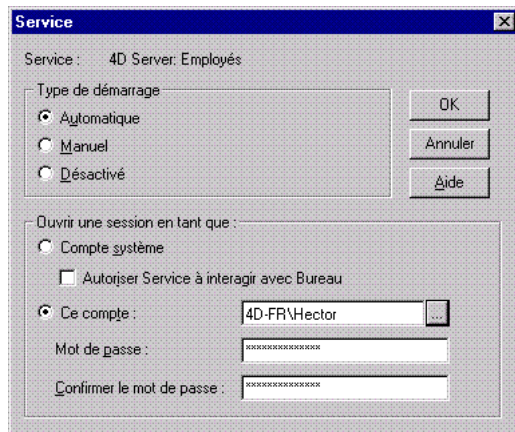 Service
Service : 4D Server: Employés
Type de démarrage
Automatique
Manuel
Désactivé
OK
Annuler
Aide
Ouvrir une session en tant que :
Compte système
Autoriser Service à interagir avec Bureau
Ce compte : 4D-FR\Hector ...
Mot de passe : **************
Confirmer le mot de passe : **************